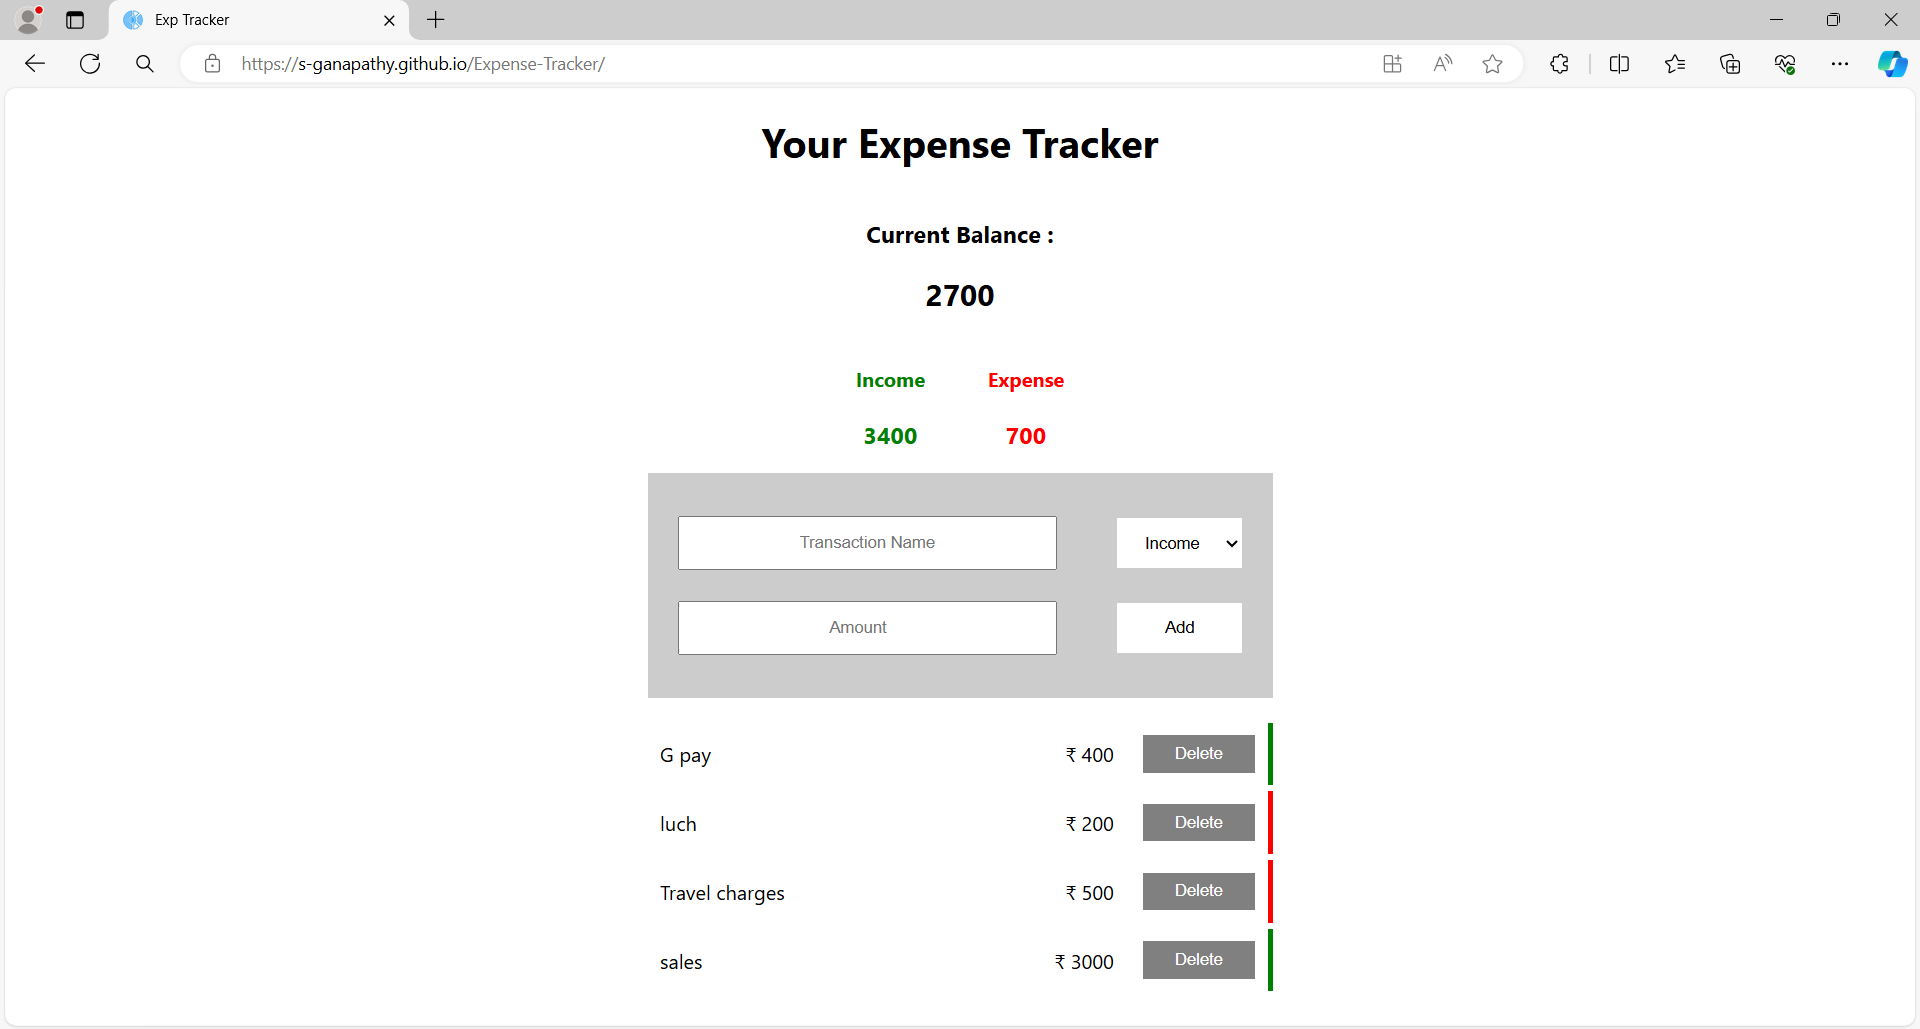 Exp Tracker
https://s-ganapathy.github.io/Expense-Tracker/
Your Expense Tracker
Current Balance :
2700
Income Expense
3400 700
Transaction Name Income
Amount Add
G pay ₹ 400 Delete
luch ₹ 200 Delete
Travel charges ₹ 500 Delete
sales ₹ 3000 Delete